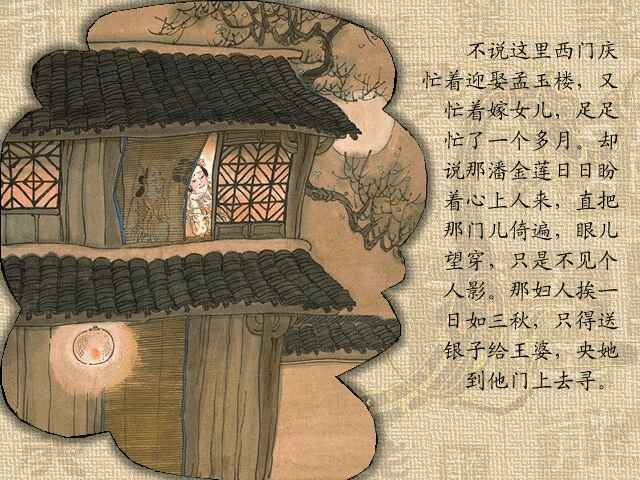 不说这里西门庆
忙着迎娶孟玉楼，又
忙着嫁女儿，足足
忙了一个多月。却
说那潘金莲日日盼
着心上人来，直把
那门儿倚遍，眼儿
望穿，只是不见个
人影。那妇人挨一
日如三秋，只得送
银子给王婆，央她
到他门上去寻。